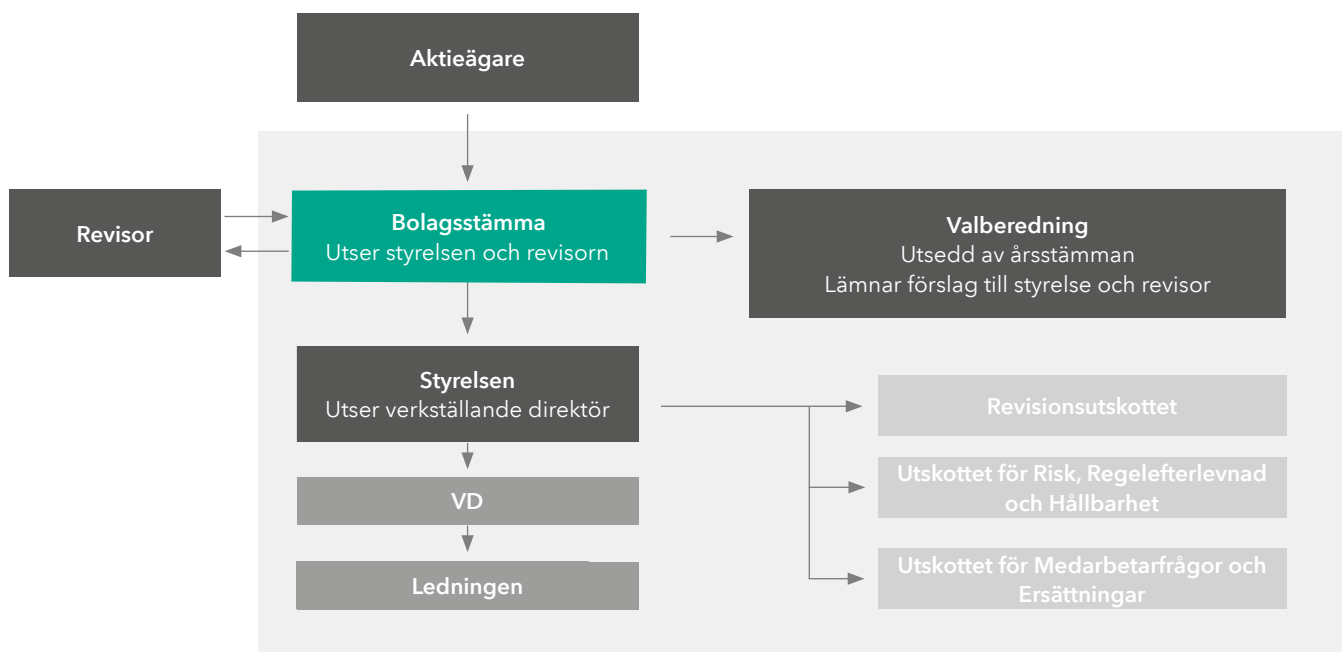 Aktieägare
Revisor
Bolagsstämma
Utser styrelsen och revisorn
Valberedning
Utsedd av årsstämman
Lämnar förslag till styrelse och revisor
Styrelsen
Utser verkställande direktör
Revisionsutskottet
Utskottet för Risk, Regelefterlevnad
och Hållbarhet
VD
Utskottet för Medarbetarfrågor och
Ersättningar
Ledningen